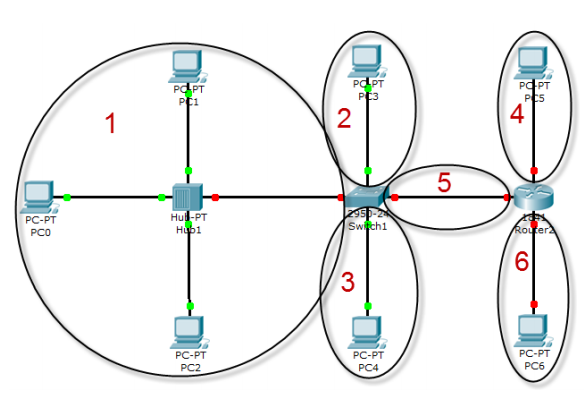 PC-PT
PC1
1
PC-PT
PC0
Hub-PT
Hub1
PC-PT
PC2
PC-PT
PC3
2
2950-24
Switch1
3
PC-PT
PC4
5
PC-PT
PC5
4
1841
Router2
6
PC-PT
PC6